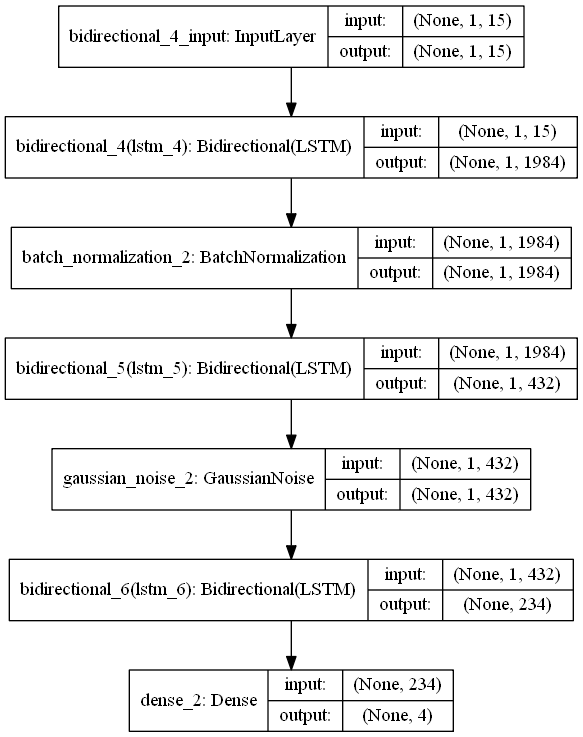 bidirectional_4_input: InputLayer
input: (None, 1, 15)
output: (None, 1, 15)
bidirectional_4(lstm_4): Bidirectional(LSTM)
input: (None, 1, 15)
output: (None, 1, 1984)
batch_normalization_2: BatchNormalization
input: (None, 1, 1984)
output: (None, 1, 1984)
bidirectional_5(lstm_5): Bidirectional(LSTM)
input: (None, 1, 1984)
output: (None, 1, 432)
gaussian_noise_2: GaussianNoise
input: (None, 1, 432)
output: (None, 1, 432)
bidirectional_6(lstm_6): Bidirectional(LSTM)
input: (None, 1, 432)
output: (None, 234)
dense_2: Dense
input: (None, 234)
output: (None, 4)